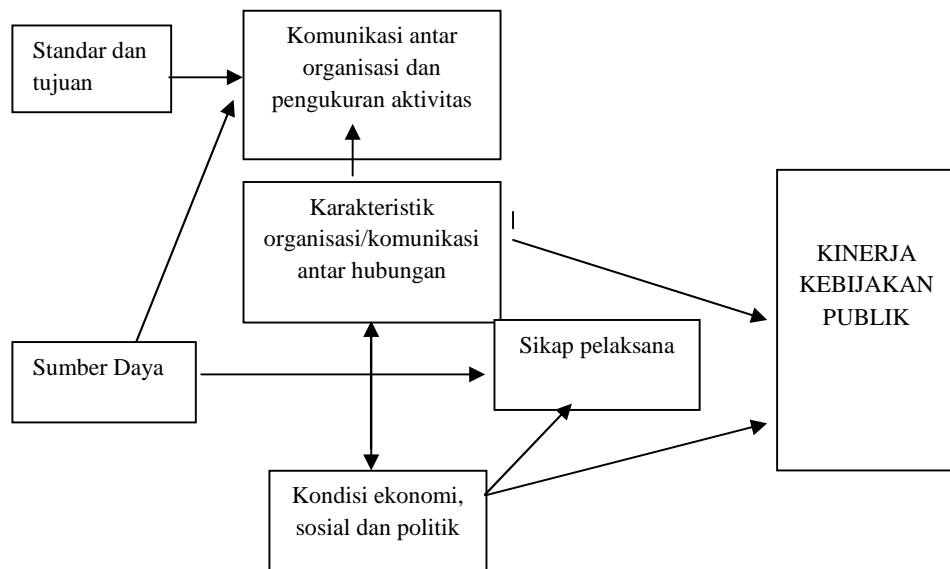 Standar dan
tujuan
Komunikasi antar
organisasi dan
pengukuran aktivitas
Karakteristik
organisasi/komunikasi
antar hubungan
KINERJA
KEBIJAKAN
PUBLIK
Sumber Daya
Sikap pelaksana
Kondisi ekonomi,
sosial dan politik